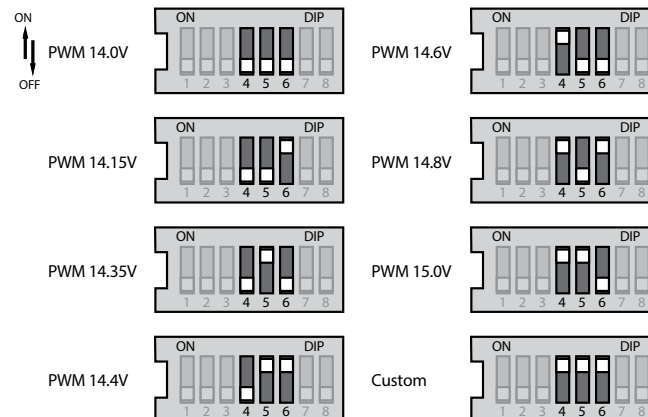 ON
OFF
PWM 14.0V
ON DIP
1 2 3 4 5 6 7 8
PWM 14.6V
ON DIP
1 2 3 4 5 6 7 8
PWM 14.15V
ON DIP
1 2 3 4 5 6 7 8
PWM 14.8V
ON DIP
1 2 3 4 5 6 7 8
PWM 14.35V
ON DIP
1 2 3 4 5 6 7 8
PWM 15.0V
ON DIP
1 2 3 4 5 6 7 8
PWM 14.4V
ON DIP
1 2 3 4 5 6 7 8
Custom
ON DIP
1 2 3 4 5 6 7 8